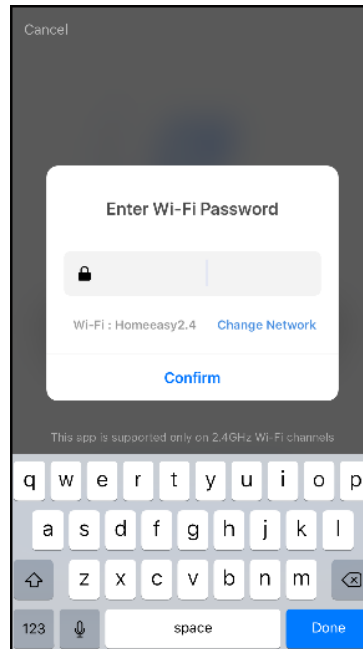 Cancel
Enter Wi-Fi Password
Wi-Fi : Homeeasy2.4 Change Network
Confirm
This app is supported only on 2.4GHz Wi-Fi channels
q w e r t y u i o p
a s d f g h j k l
z x c v b n m
123 space Done